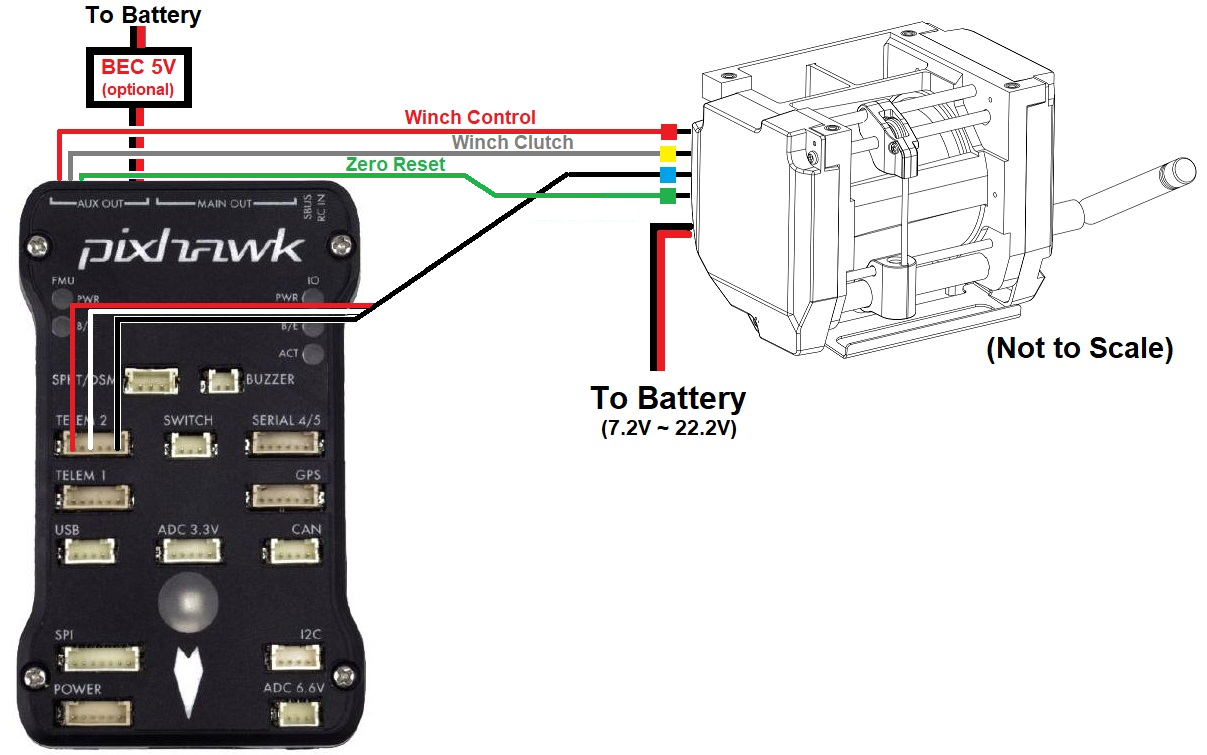 To Battery
BEC 5V
(optional)
Winch Control
Winch Clutch
Zero Reset
AUX OUT
MAIN OUT
SBUS
RC IN
pixhawk
FMU
IO
PWR
PWR
B/
B/E
ACT
SPKT/DSM
BUZZER
To Battery
(7.2V ~ 22.2V)
(Not to Scale)
TELEM 2
SWITCH
SERIAL 4/5
TELEM 1
GPS
USB
ADC 3.3V
CAN
SPI
I2C
POWER
ADC 6.6V